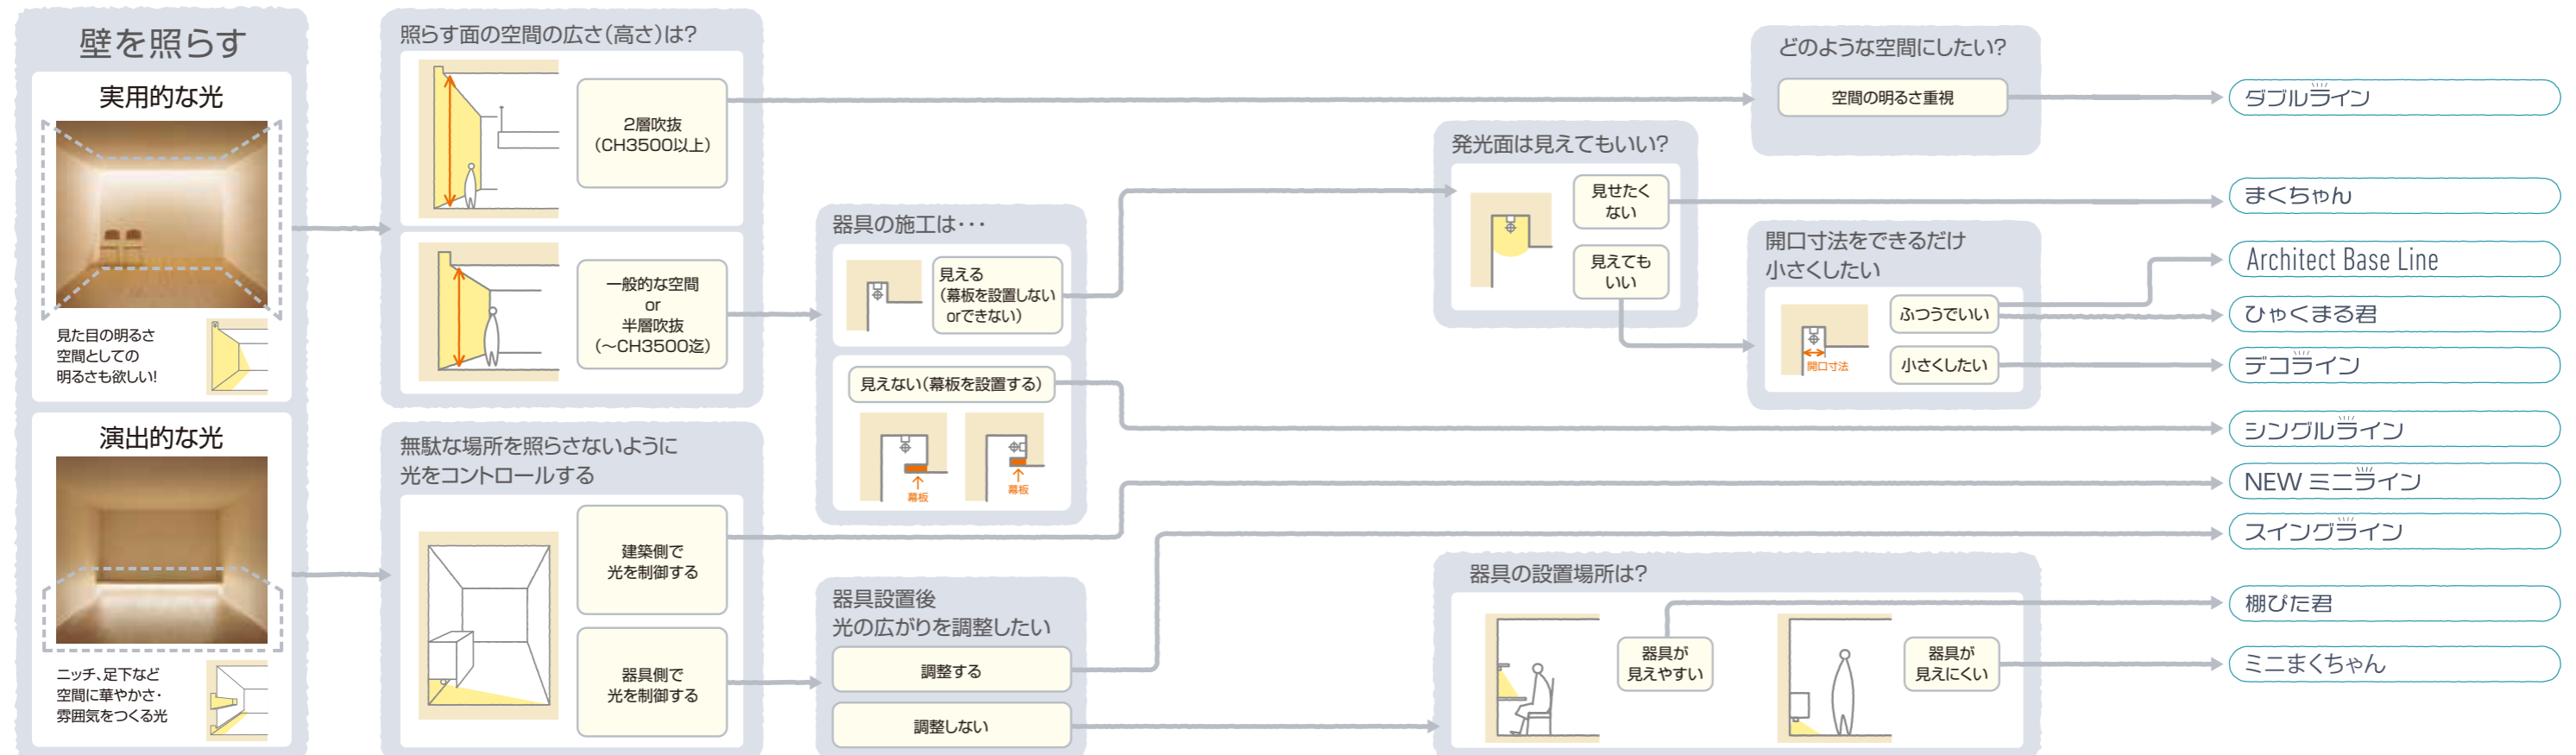 壁を照らす
実用的な光
見た目の明るさ
空間としての
明るさも欲しい!
演出的な光
ニッチ、足下など
空間に華やかさ・
雰囲気をつくる光
照らす面の空間の広さ(高さ)は?
2層吹抜
(CH3500以上)
一般的な空間
or
半層吹抜
(～CH3500迄)
無駄な場所を照らさないように
光をコントロールする
建築側で
光を制御する
器具側で
光を制御する
器具の施工は・・・
見える
(幕板を設置しない
orできない)
見えない(幕板を設置する)
幕板
幕板
器具設置後
光の広がりを調整したい
調整する
調整しない
発光面は見えてもいい?
見せたく
ない
見えても
いい
どのような空間にしたい?
空間の明るさ重視
開口寸法をできるだけ
小さくしたい
開口寸法
ふつうでいい
小さくしたい
器具の設置場所は?
器具が
見えやすい
器具が
見えにくい
ダブルライン
まくちゃん
Architect Base Line
ひゃくまる君
デコライン
シングルライン
NEW ミニライン
スイングライン
棚ぴた君
ミニまくちゃん